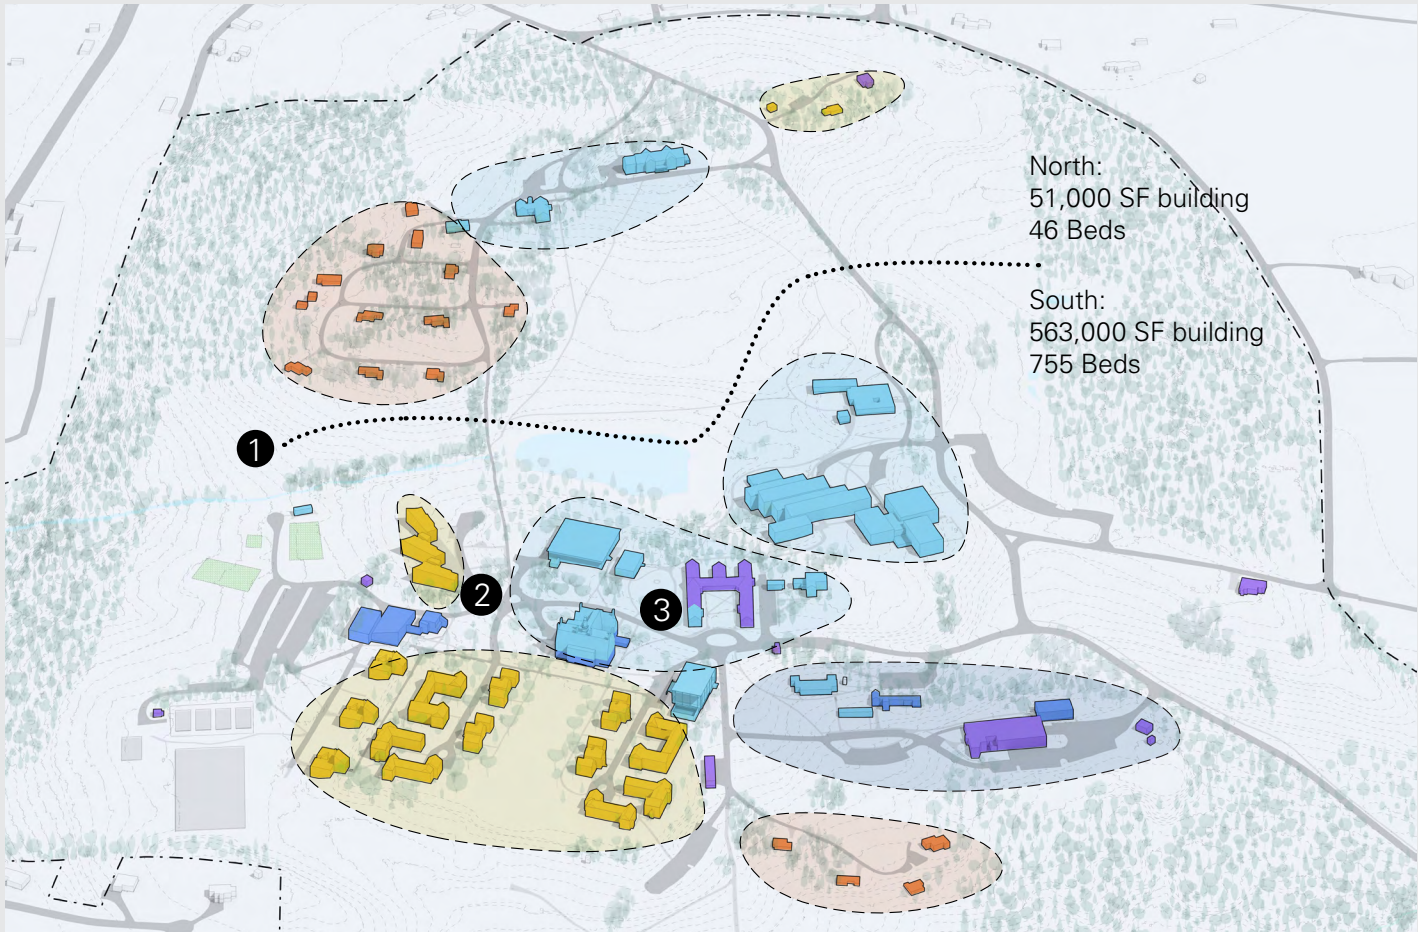 North:
51,000 SF building
46 Beds
South:
563,000 SF building
755 Beds
1
2
3